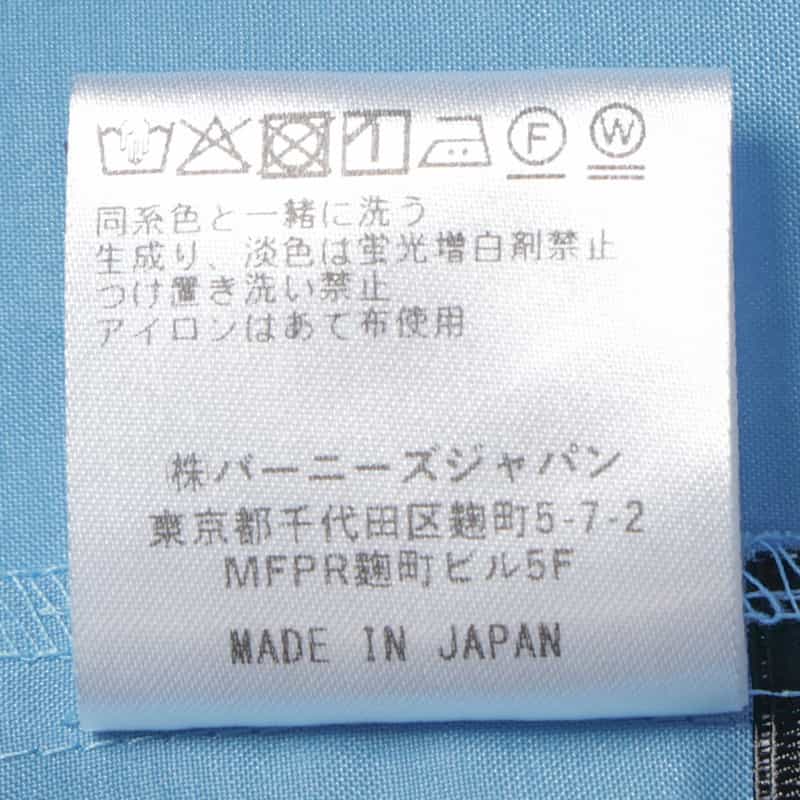 F W
同系色と一緒に洗う
生成り、淡色は蛍光増白剤禁止
つけ置き洗い禁止
アイロンはあて布使用
株バーニーズジャパン
東京都千代田区麹町5-7-2
MFPR麹町ビル5F
MADE IN JAPAN